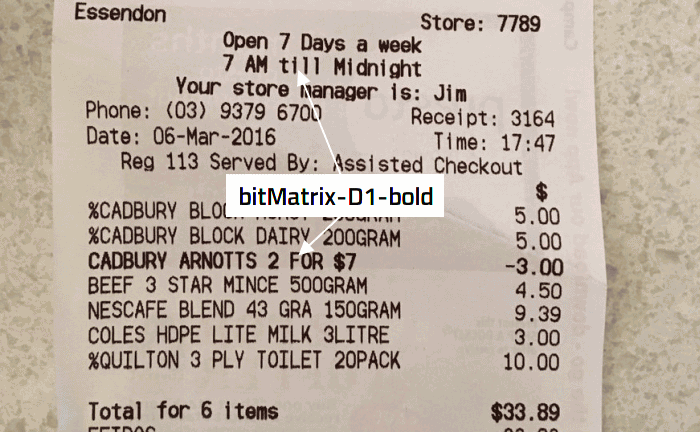 Essendon Store: 7789
Open 7 Days a week
7 AM till Midnight
Your store manager is: Jim
Phone: (03) 9379 6700 Receipt: 3164
Date: 06-Mar-2016 Time: 17:47
Reg 113 Served By: Assisted Checkout
$
bitMatrix-D1-bold
%CADBURY BLOCK 5.00
%CADBURY BLOCK DAIRY 200GRAM 5.00
CADBURY ARNOTTS 2 FOR $7 -3.00
BEEF 3 STAR MINCE 500GRAM 4.50
NESCAFE BLEND 43 GRA 150GRAM 9.39
COLES HDPE LITE MILK 3LITRE 3.00
%QUILTON 3 PLY TOILET 20PACK 10.00
Total for 6 items $33.89